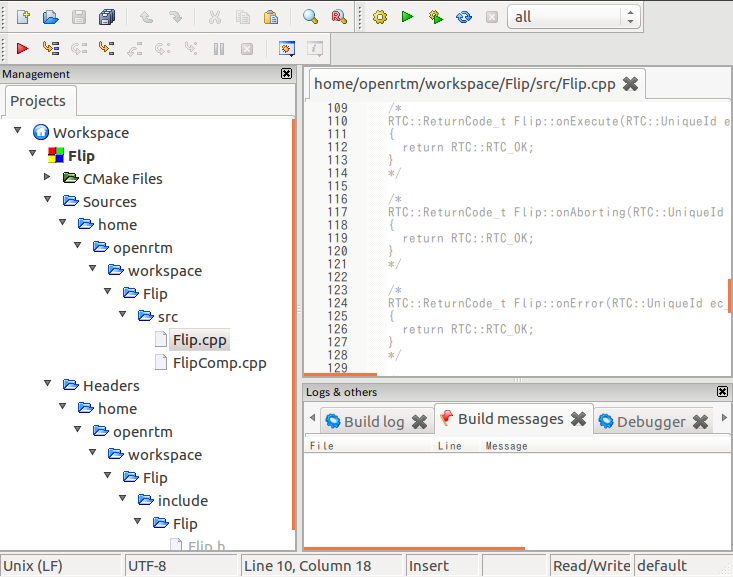 all
Management
Projects
Workspace
Flip
CMake Files
Sources
home
openrtm
workspace
Flip
src
Flip.cpp
FlipComp.cpp
Headers
home
openrtm
workspace
Flip
include
Flip
Flip.h
home/openrtm/workspace/Flip/src/Flip.cpp
109 /*
110 RTC::ReturnCode_t Flip::onExecute(RTC::UniqueId e
111 {
112 return RTC::RTC_OK;
113 }
114 */
115
116 /*
117 RTC::ReturnCode_t Flip::onAborting(RTC::UniqueId
118 {
119 return RTC::RTC_OK;
120 }
121 */
122
123 /*
124 RTC::ReturnCode_t Flip::onError(RTC::UniqueId ec_
125 {
126 return RTC::RTC_OK;
127 }
128 */
129
Logs & others
Build log Build messages Debugger
File Line Message
Unix (LF) UTF-8 Line 10, Column 18 Insert Read/Write default